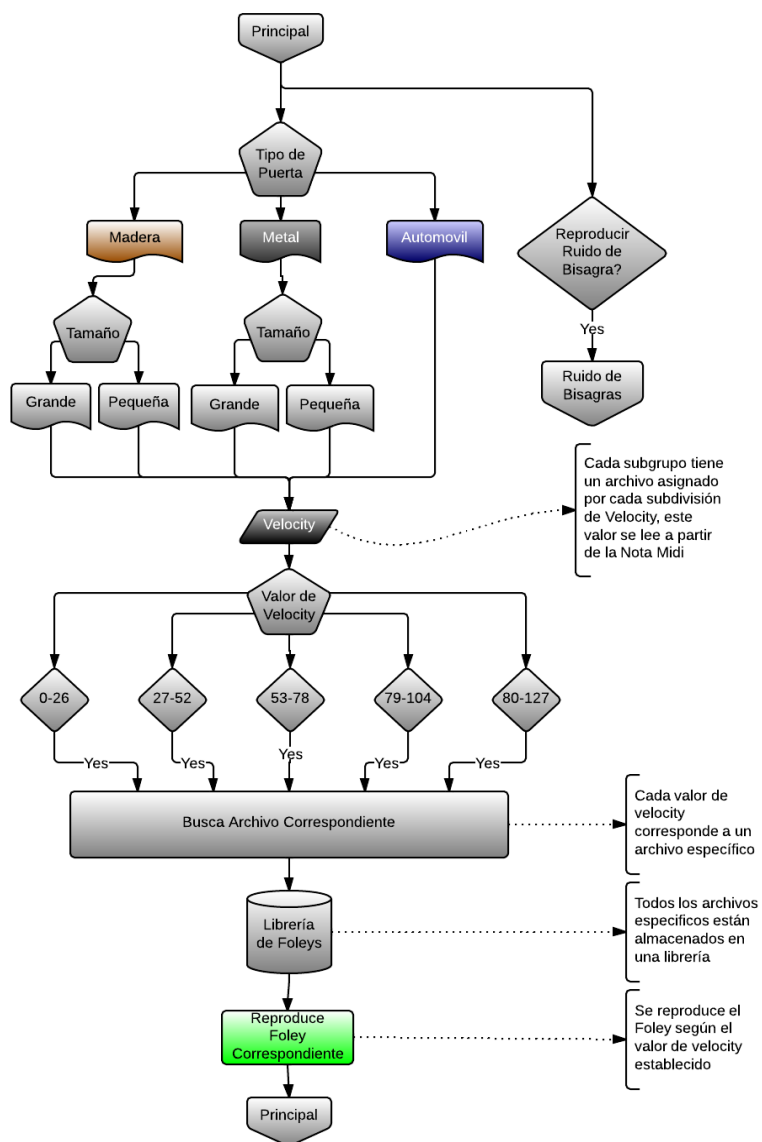 Principal
Tipo de
Puerta
Madera
Metal
Automovil
Reproducir
Ruido de
Bisagra?
Tamaño
Tamaño
Yes
Grande
Pequeña
Grande
Pequeña
Ruido de
Bisagras
Cada subgrupo tiene
un archivo asignado
por cada subdivisión
de Velocity, este
valor se lee a partir
de la Nota Midi
Velocity
Valor de
Velocity
0-26
27-52
53-78
79-104
80-127
Yes
Yes
Yes
Yes
Yes
Busca Archivo Correspondiente
Cada valor de
velocity
corresponde a un
archivo específico
Librería
de Foleys
Todos los archivos
especificos están
almacenados en
una librería
Reproduce
Foley
Correspondiente
Se reproduce el
Foley según el
valor de velocity
establecido
Principal